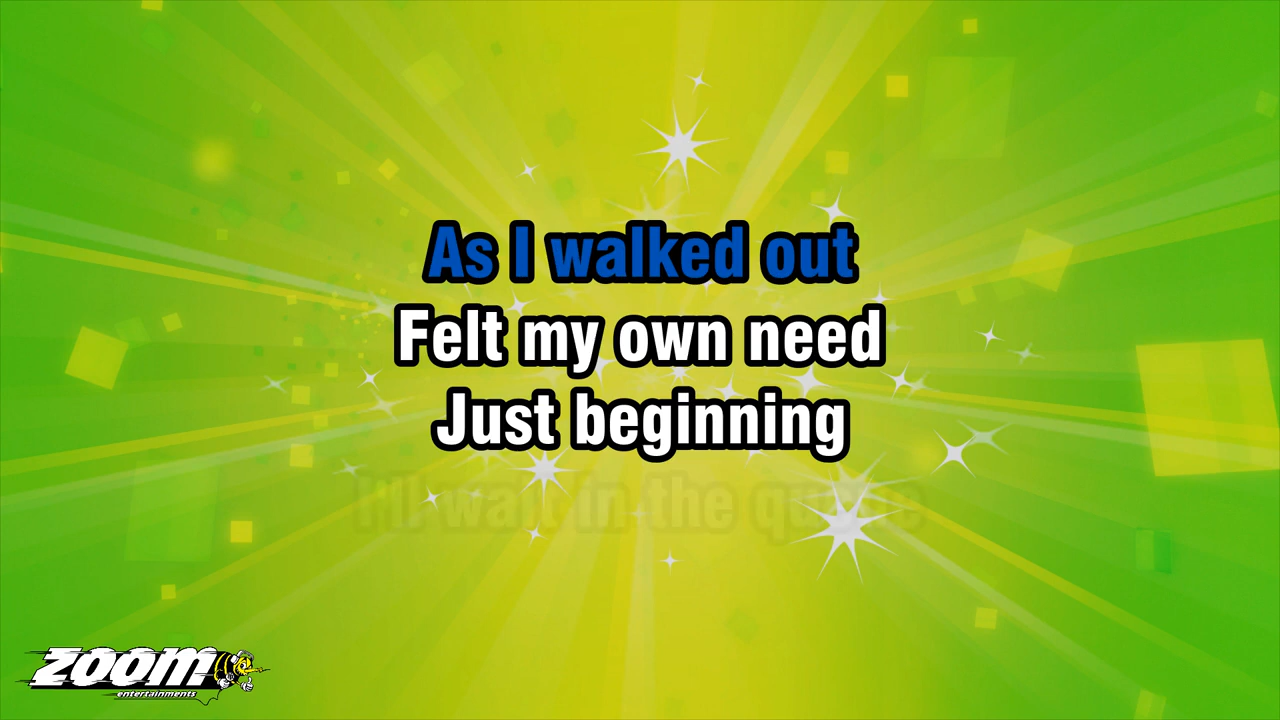 As I walked out
Felt my own need
Just beginning
I'll wait in the queue
zoom
entertainments